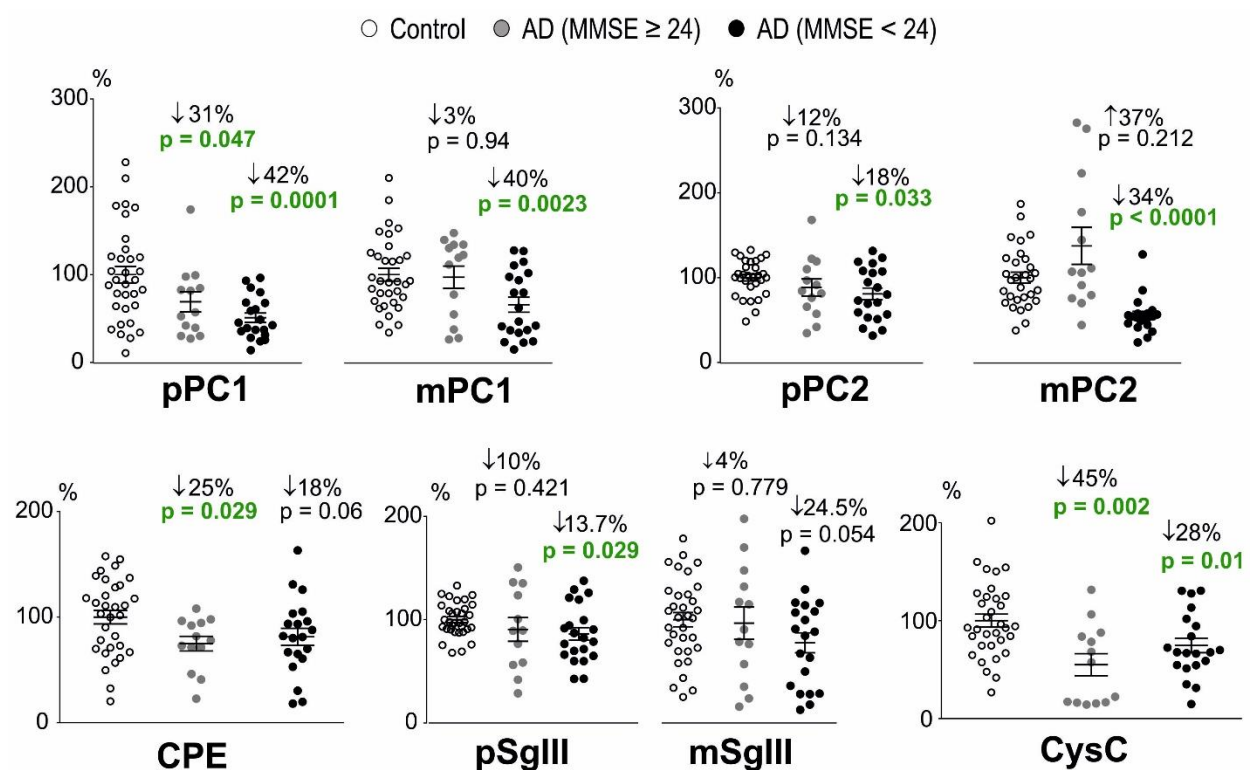 Control AD (MMSE ≥ 24) AD (MMSE < 24)
%
300
200
100
0
↓31%
p = 0.047
↓42%
p = 0.0001
pPC1
↓3%
p = 0.94
↓40%
p = 0.0023
mPC1
%
300
200
100
0
↓12%
p = 0.134
↓18%
p = 0.033
pPC2
↑37%
p = 0.212
↓34%
p < 0.0001
mPC2
%
200
100
0
↓25%
p = 0.029
↓18%
p = 0.06
CPE
%
200
100
0
↓10%
p = 0.421
↓13.7%
p = 0.029
pSgIII
↓4%
p = 0.779
↓24.5%
p = 0.054
mSgIII
%
200
100
0
↓45%
p = 0.002
↓28%
p = 0.01
CysC